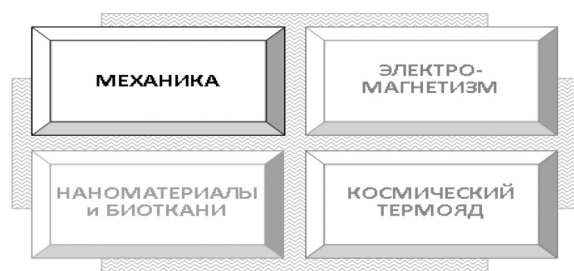 МЕХАНИКА
ЭЛЕКТРО-
МАГНЕТИЗМ
НАНОМАТЕРИАЛЫ
и БИОТКАНИ
КОСМИЧЕСКИЙ
ТЕРМОЯД